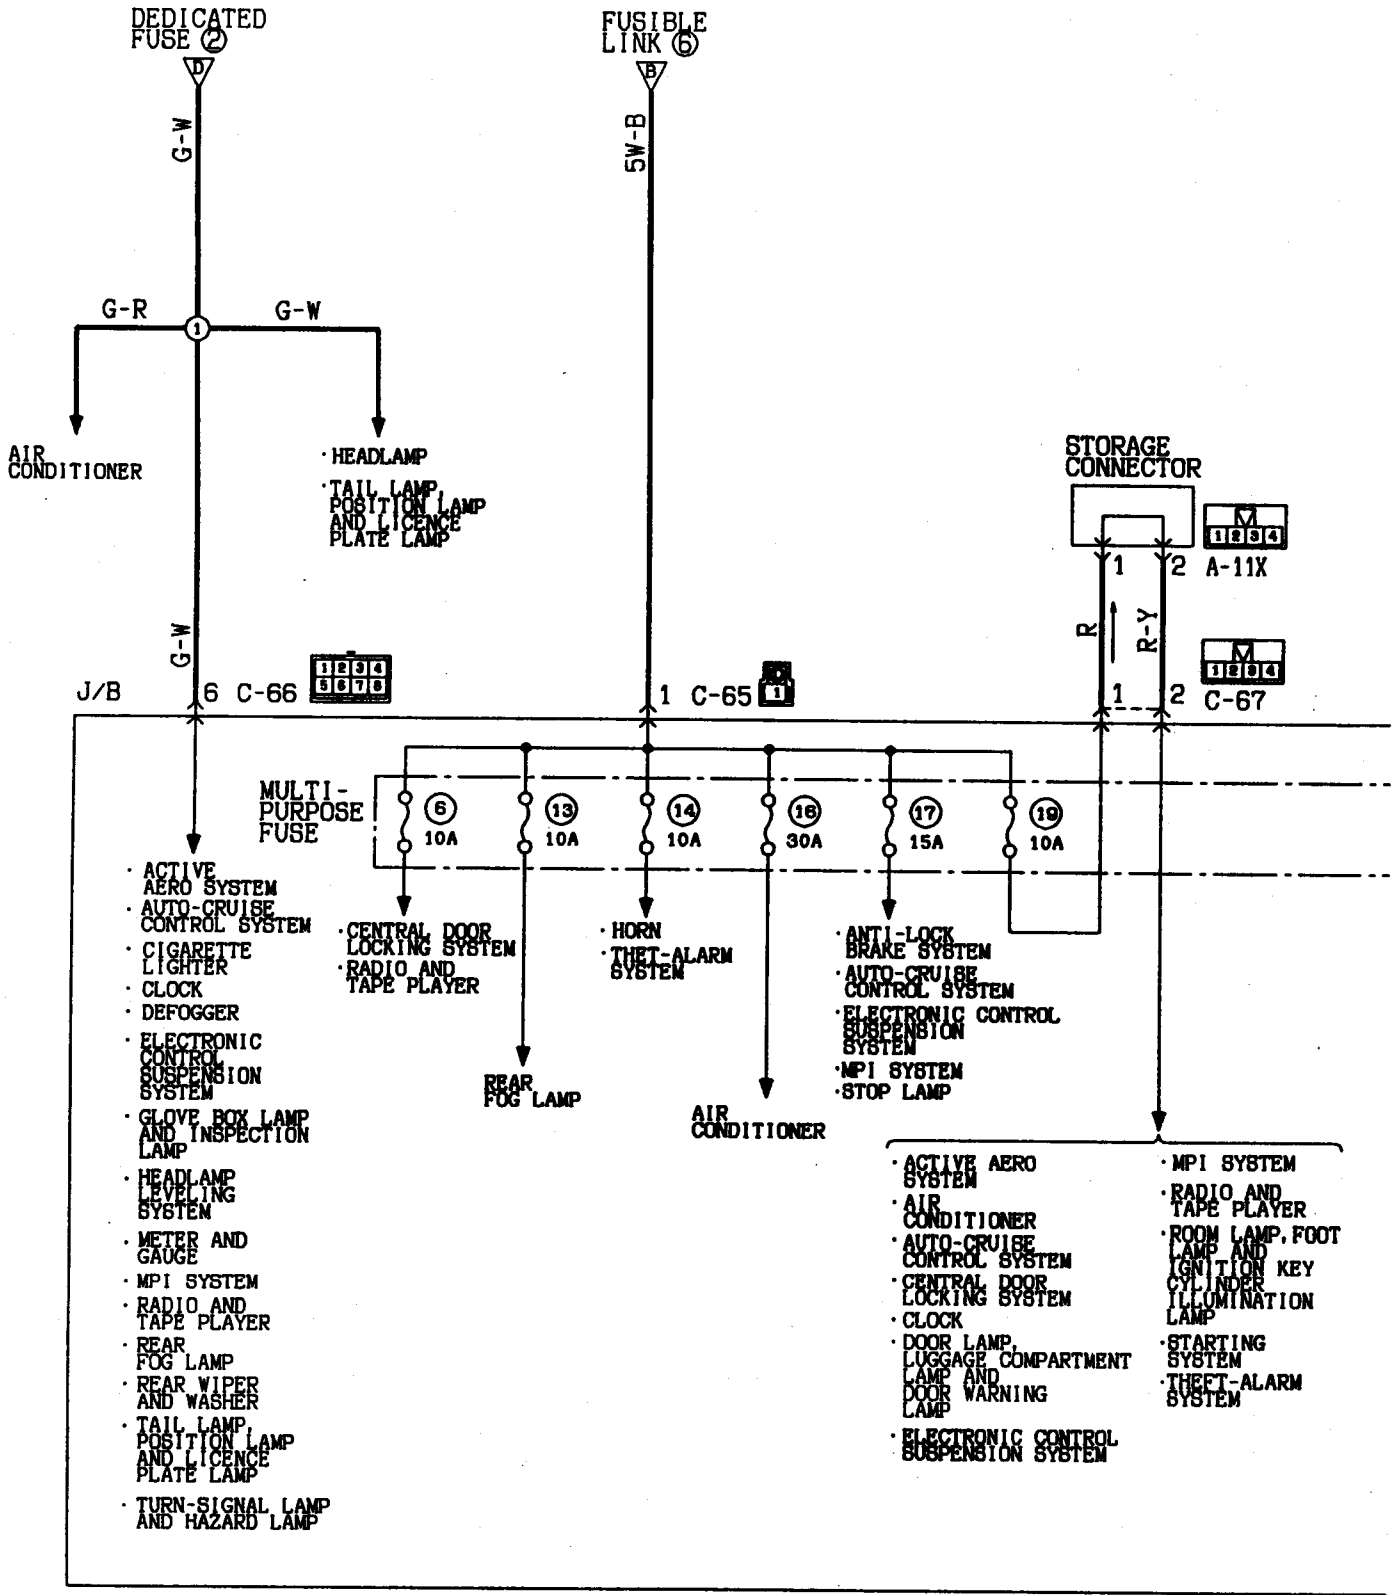 DEDICATED
FUSE ②
D
G-W
G-R
①
G-W
AIR
CONDITIONER
· HEADLAMP
· TAIL LAMP,
POSITION LAMP
AND LICENCE
PLATE LAMP
G-W
FUSIBLE
LINK ⑥
B
5W-B
STORAGE
CONNECTOR
1 2 3 4
1 2 A-11X
R R-Y
1 2 3 4
1 2 C-67
J/B
6 C-66
1 2 3 4
5 6 7 8
1 C-65
1
MULTI-
PURPOSE
FUSE
⑥ ⑬ ⑭ ⑯ ⑰ ⑲
10A 10A 10A 30A 15A 10A
· ACTIVE
AERO SYSTEM
· AUTO-CRUISE
CONTROL SYSTEM
· CIGARETTE
LIGHTER
· CLOCK
· DEFOGGER
· ELECTRONIC
CONTROL
SUSPENSION
SYSTEM
· GLOVE BOX LAMP
AND INSPECTION
LAMP
· HEADLAMP
LEVELING
SYSTEM
· METER AND
GAUGE
· MPI SYSTEM
· RADIO AND
TAPE PLAYER
· REAR
FOG LAMP
· REAR WIPER
AND WASHER
· TAIL LAMP,
POSITION LAMP
AND LICENCE
PLATE LAMP
· TURN-SIGNAL LAMP
AND HAZARD LAMP
· CENTRAL DOOR
LOCKING SYSTEM
· RADIO AND
TAPE PLAYER
REAR
FOG LAMP
· HORN
· THET-ALARM
SYSTEM
AIR
CONDITIONER
· ANTI-LOCK
BRAKE SYSTEM
· AUTO-CRUISE
CONTROL SYSTEM
· ELECTRONIC CONTROL
SUSPENSION
SYSTEM
· MPI SYSTEM
· STOP LAMP
· ACTIVE AERO
SYSTEM
· AIR
CONDITIONER
· AUTO-CRUISE
CONTROL SYSTEM
· CENTRAL DOOR
LOCKING SYSTEM
· CLOCK
· DOOR LAMP,
LUGGAGE COMPARTMENT
LAMP AND
DOOR WARNING
LAMP
· ELECTRONIC CONTROL
SUSPENSION SYSTEM
· MPI SYSTEM
· RADIO AND
TAPE PLAYER
· ROOM LAMP, FOOT
LAMP AND
IGNITION KEY
CYLINDER
ILLUMINATION
LAMP
· STARTING
SYSTEM
· THEFT-ALARM
SYSTEM